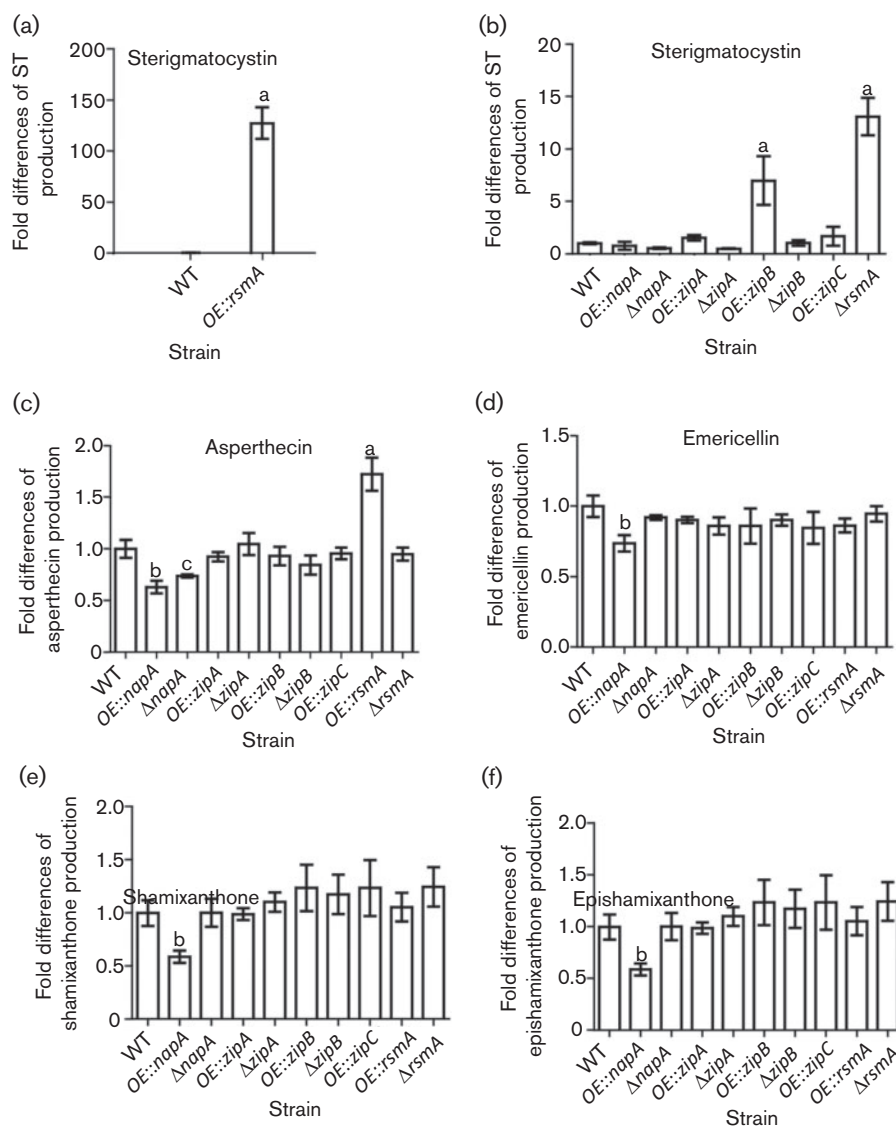 (a)
Fold differences of ST
production
200
150
100
50
0
Sterigmatocystin
a
WT
OE::rsmA
Strain
(b)
Fold differences of ST
production
20
15
10
5
0
Sterigmatocystin
a
a
WT
OE::napA
ΔnapA
OE::zipA
ΔzipA
OE::zipB
ΔzipB
OE::zipC
ΔrsmA
Strain
(c)
Fold differences of
asperthecin production
2.0
1.5
1.0
0.5
0
Asperthecin
b
c
a
WT
OE::napA
ΔnapA
OE::zipA
ΔzipA
OE::zipB
ΔzipB
OE::zipC
OE::rsmA
ΔrsmA
Strain
(d)
Fold differences of
emericellin production
1.5
1.0
0.5
0.0
Emericellin
b
WT
OE::napA
ΔnapA
OE::zipA
ΔzipA
OE::zipB
ΔzipB
OE::zipC
OE::rsmA
ΔrsmA
Strain
(e)
Fold differences of
shamixanthone production
2.0
1.5
1.0
0.5
0
Shamixanthone
b
WT
OE::napA
ΔnapA
OE::zipA
ΔzipA
OE::zipB
ΔzipB
OE::zipC
OE::rsmA
ΔrsmA
Strain
(f)
Fold differences of
epishamixanthone production
2.0
1.5
1.0
0.5
0
Epishamixanthone
b
WT
OE::napA
ΔnapA
OE::zipA
ΔzipA
OE::zipB
ΔzipB
OE::zipC
OE::rsmA
ΔrsmA
Strain